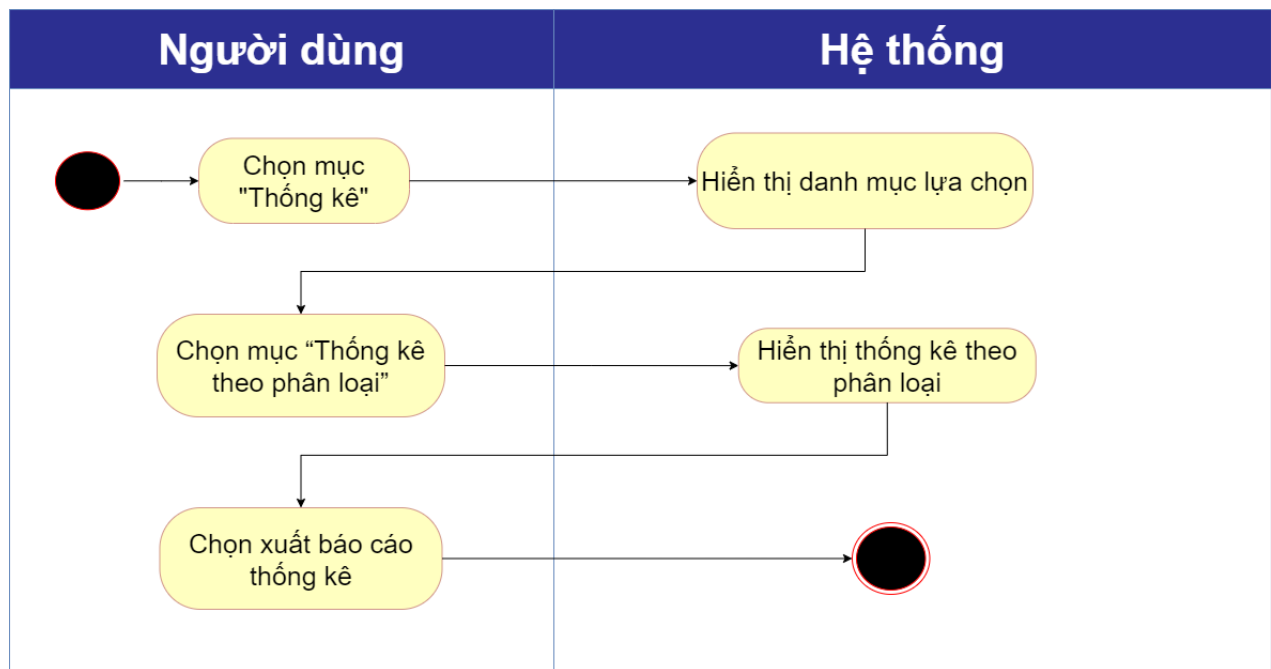 Người dùng
Hệ thống
Chọn mục
"Thống kê"
Hiển thị danh mục lựa chọn
Chọn mục “Thống kê
theo phân loại”
Hiển thị thống kê theo
phân loại
Chọn xuất báo cáo
thống kê